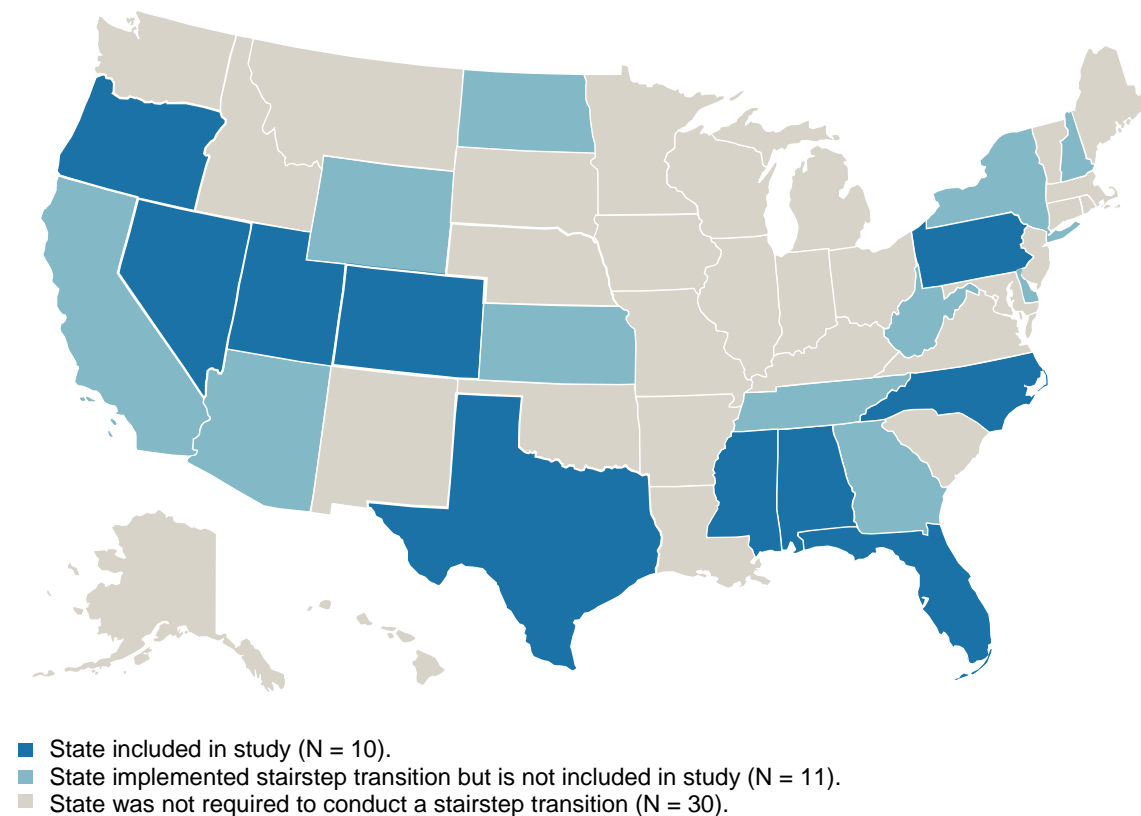 State included in study (N = 10).
State implemented stairstep transition but is not included in study (N = 11).
State was not required to conduct a stairstep transition (N = 30).